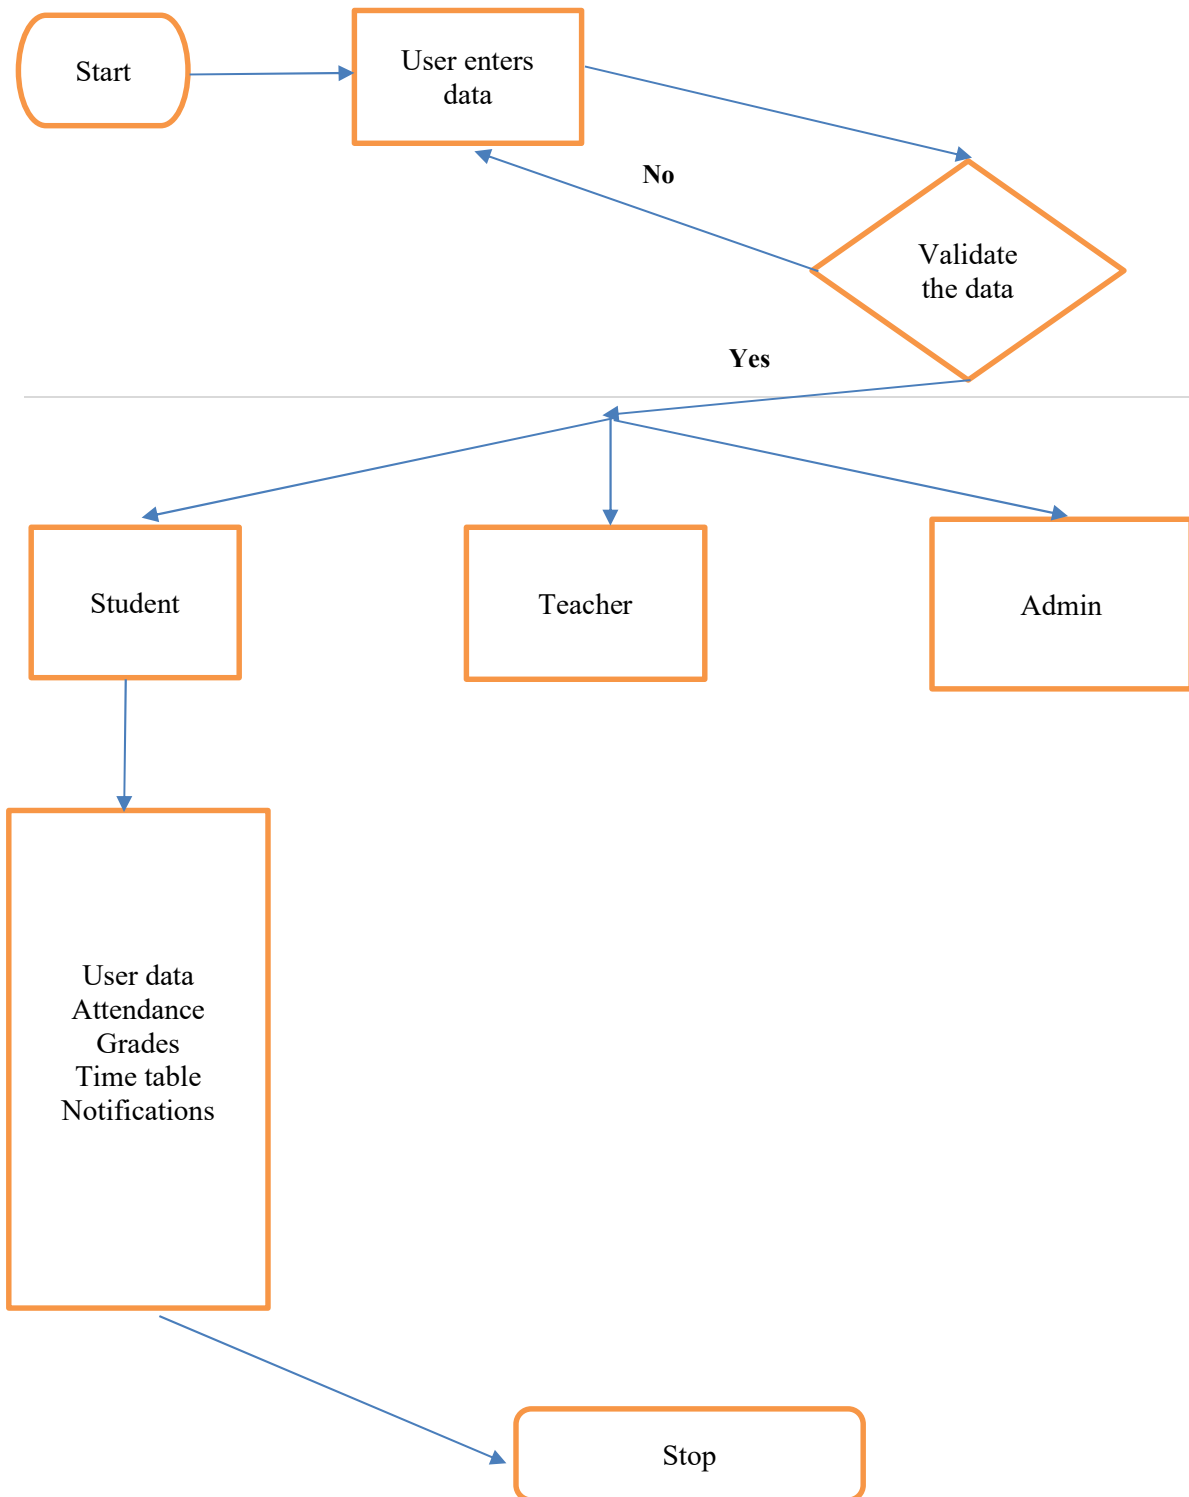 Start
User enters
data
No
Validate
the data
Yes
Student
Teacher
Admin
User data
Attendance
Grades
Time table
Notifications
Stop